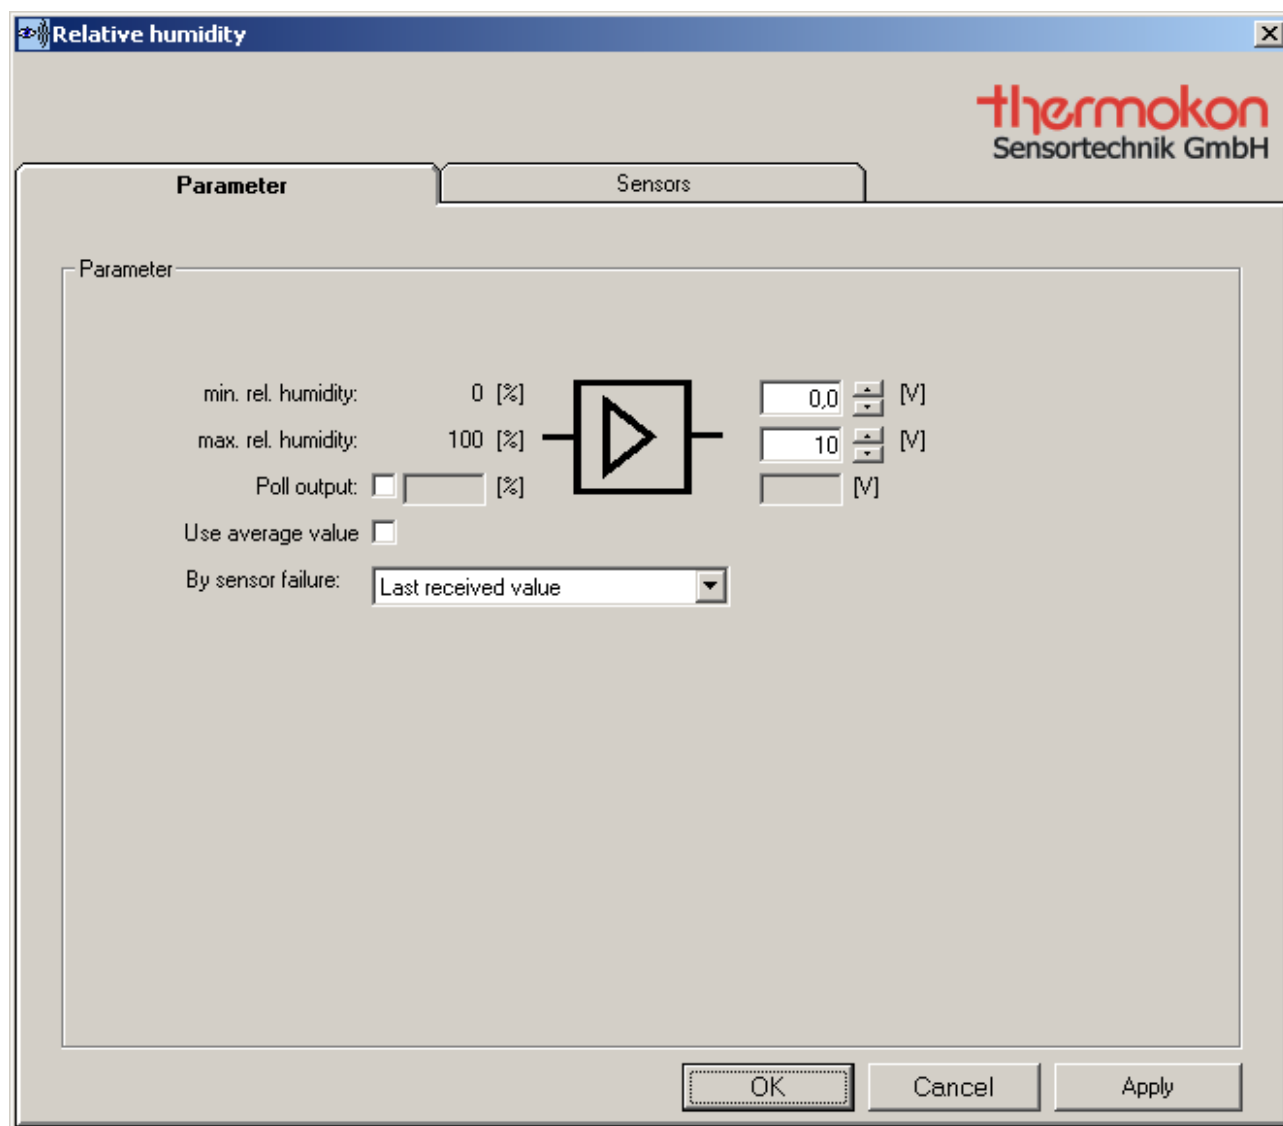 Relative humidity
thermokon
Sensortechnik GmbH
Parameter Sensors
Parameter
min. rel. humidity: 0 [%] 0,0 [V]
max. rel. humidity: 100 [%] 10 [V]
Poll output: [%] [V]
Use average value
By sensor failure: Last received value
OK Cancel Apply